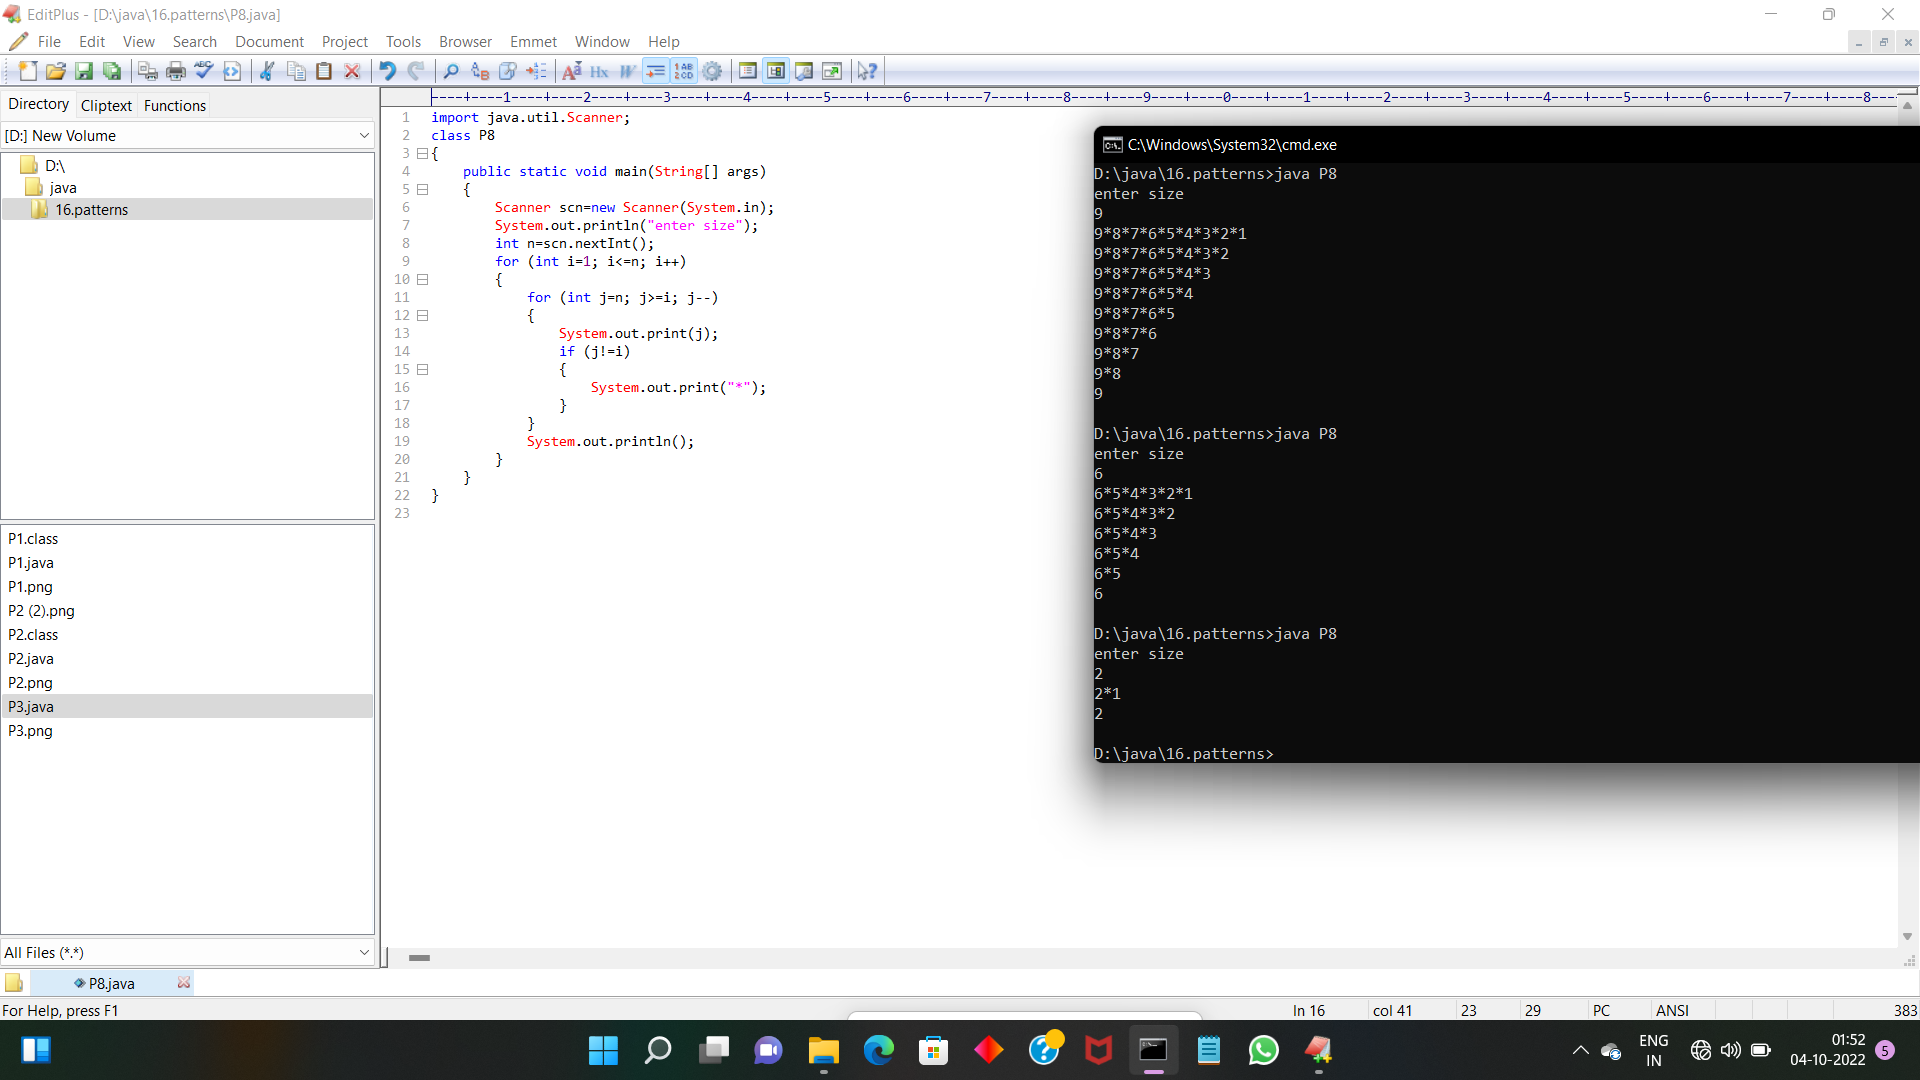 EditPlus - [D:\java\16.patterns\P8.java]
File Edit View Search Document Project Tools Browser Emmet Window Help
Directory Cliptext Functions
[D:] New Volume
D:\
java
16.patterns
P1.class
P1.java
P1.png
P2 (2).png
P2.class
P2.java
P2.png
P3.java
P3.png
All Files (*.*)
----+----1----+----2----+----3----+----4----+----5----+----6----+----7----+----8----+----9----+----0----+----1----+----2----+----3----+----4----+----5----+----6----+----7----+----8---
1 import java.util.Scanner;
2 class P8
3 {
4 public static void main(String[] args)
5 {
6 Scanner scn=new Scanner(System.in);
7 System.out.println("enter size");
8 int n=scn.nextInt();
9 for (int i=1; i<=n; i++)
10 {
11 for (int j=n; j>=i; j--)
12 {
13 System.out.print(j);
14 if (j!=i)
15 {
16 System.out.print("*");
17 }
18 }
19 System.out.println();
20 }
21 }
22 }
23
C:\Windows\System32\cmd.exe
D:\java\16.patterns>java P8
enter size
9
9*8*7*6*5*4*3*2*1
9*8*7*6*5*4*3*2
9*8*7*6*5*4*3
9*8*7*6*5*4
9*8*7*6*5
9*8*7*6
9*8*7
9*8
9
D:\java\16.patterns>java P8
enter size
6
6*5*4*3*2*1
6*5*4*3*2
6*5*4*3
6*5*4
6*5
6
D:\java\16.patterns>java P8
enter size
2
2*1
2
D:\java\16.patterns>
P8.java
For Help, press F1
ln 16 col 41 23 29 PC ANSI 383
ENG
IN
01:52
04-10-2022
5